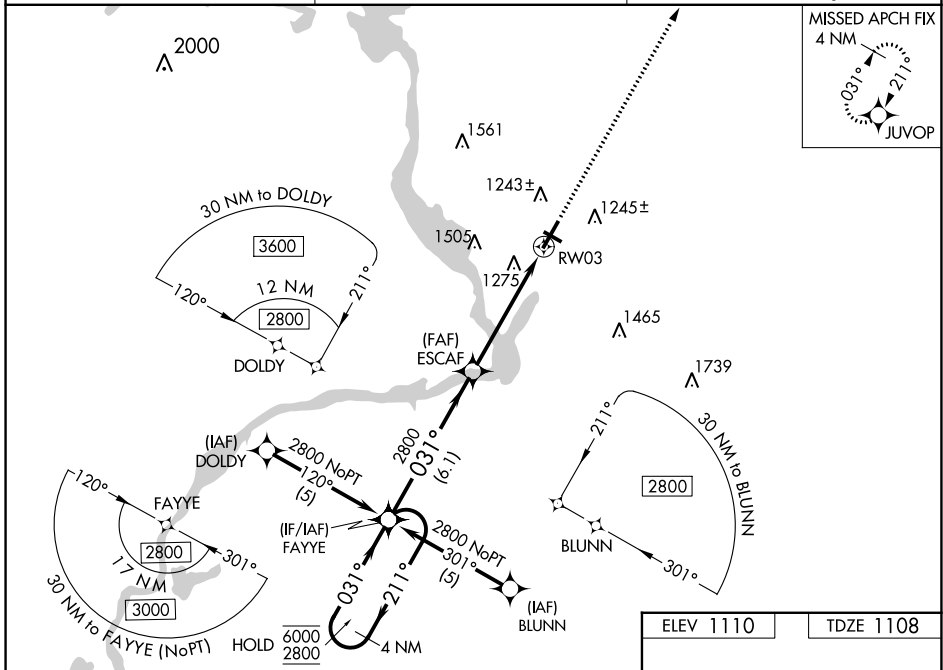 MISSED APCH FIX
4 NM
031°
211°
JUVOP
2000
1561
1243±
1245±
1505
1275
RW03
30 NM to DOLDY
3600
120°
211°
12 NM
2800
DOLDY
1465
1739
(FAF)
ESCAF
2800
031°
(6.1)
(IAF)
DOLDY
2800 NoPT
120°
(5)
211°
30 NM to BLUNN
2800
BLUNN
301°
120°
FAYYE
2800
17 NM
301°
3000
30 NM to FAYYE (NoPT)
(IF/IAF)
FAYYE
2800 NoPT
301°
(5)
(IAF)
BLUNN
031°
211°
HOLD
6000
2800
4 NM
ELEV 1110
TDZE 1108